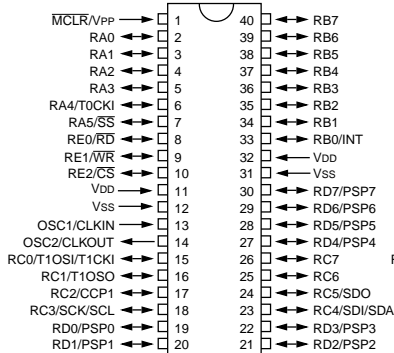 MCLR/VPP 1 40 RB7
RA0 2 39 RB6
RA1 3 38 RB5
RA2 4 37 RB4
RA3 5 36 RB3
RA4/T0CKI 6 35 RB2
RA5/SS 7 34 RB1
RE0/RD 8 33 RB0/INT
RE1/WR 9 32 VDD
RE2/CS 10 31 VSS
VDD 11 30 RD7/PSP7
VSS 12 29 RD6/PSP6
OSC1/CLKIN 13 28 RD5/PSP5
OSC2/CLKOUT 14 27 RD4/PSP4
RC0/T1OSI/T1CKI 15 26 RC7
RC1/T1OSO 16 25 RC6
RC2/CCP1 17 24 RC5/SDO
RC3/SCK/SCL 18 23 RC4/SDI/SDA
RD0/PSP0 19 22 RD3/PSP3
RD1/PSP1 20 21 RD2/PSP2